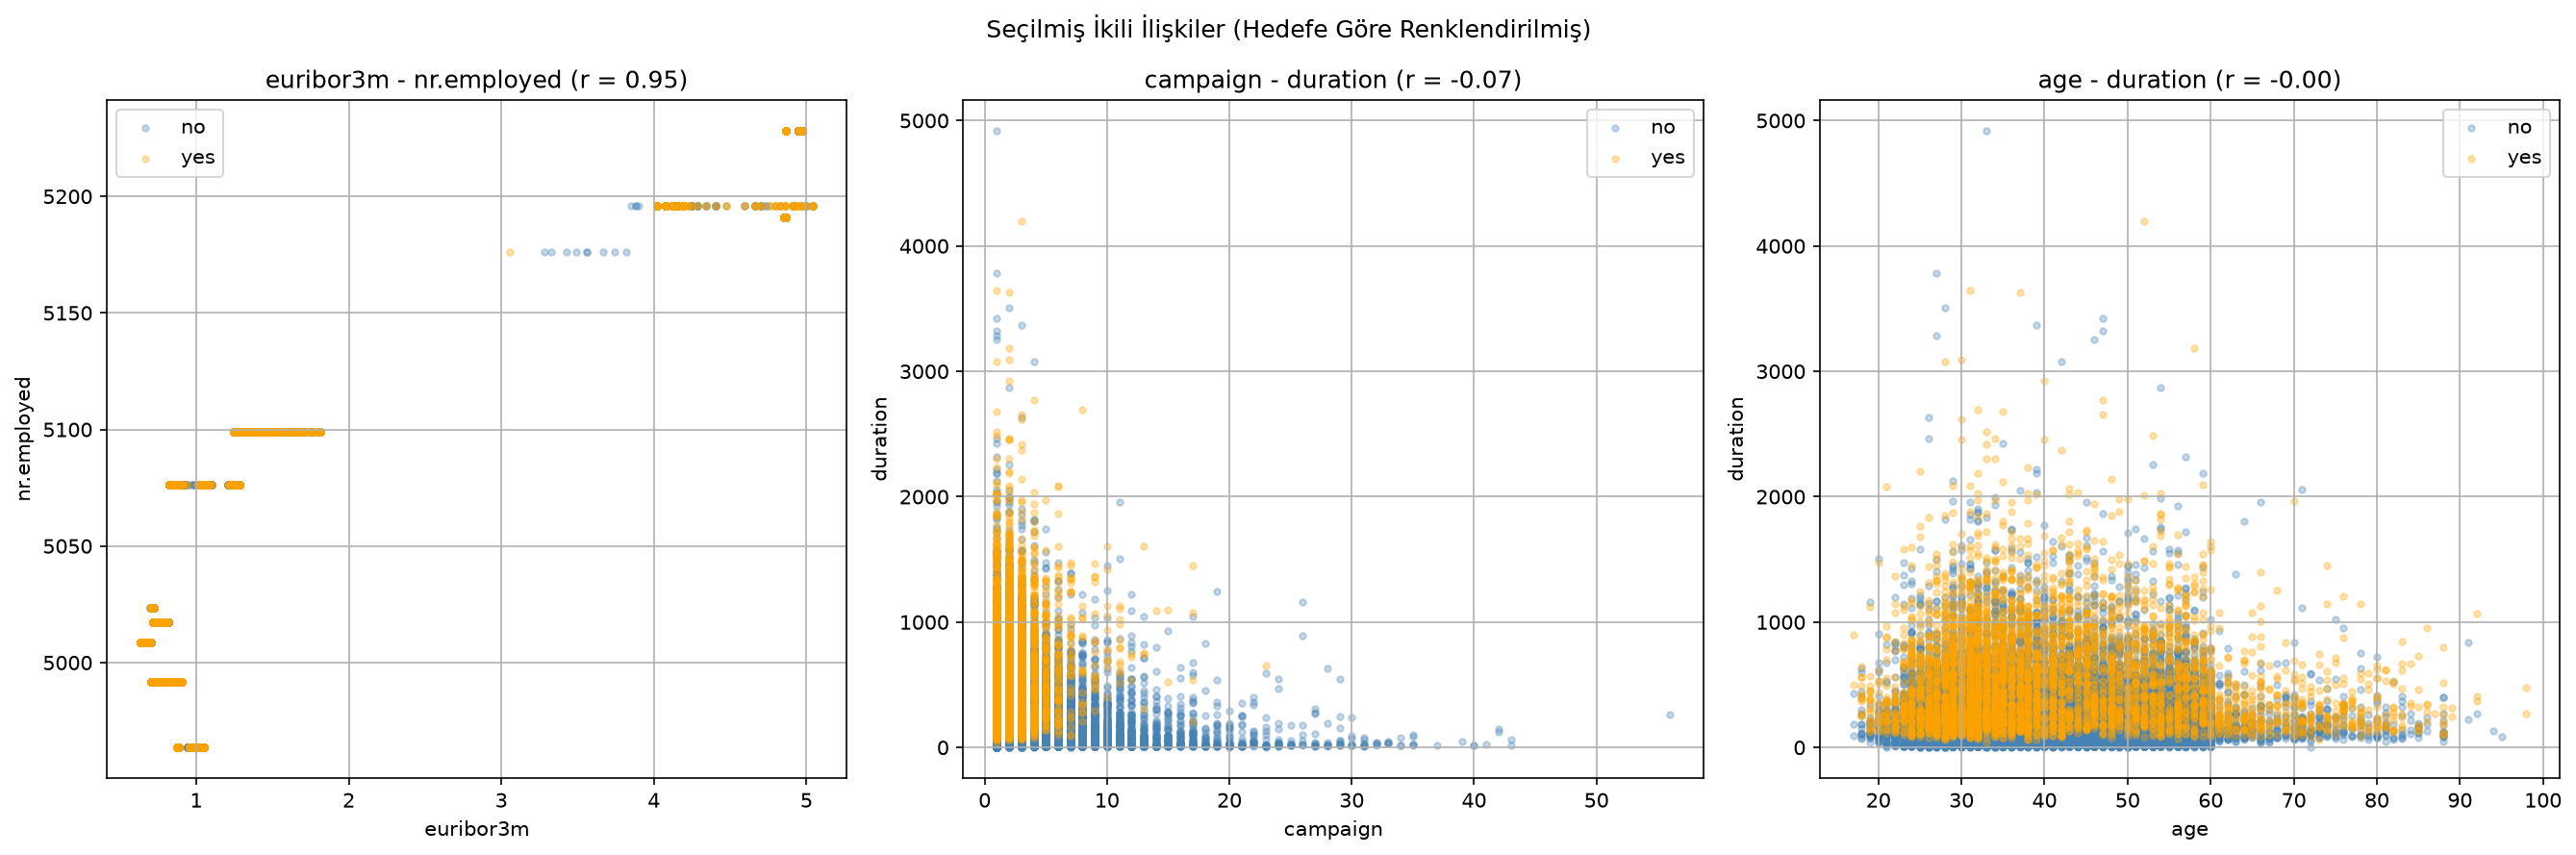 Seçilmiş İkili İlişkiler (Hedefe Göre Renklendirilmiş)
euribor3m - nr.employed (r = 0.95)
no
yes
nr.employed
5200
5150
5100
5050
5000
1 2 3 4 5
euribor3m
campaign - duration (r = -0.07)
no
yes
duration
5000
4000
3000
2000
1000
0
0 10 20 30 40 50
campaign
age - duration (r = -0.00)
no
yes
duration
5000
4000
3000
2000
1000
0
20 30 40 50 60 70 80 90 100
age